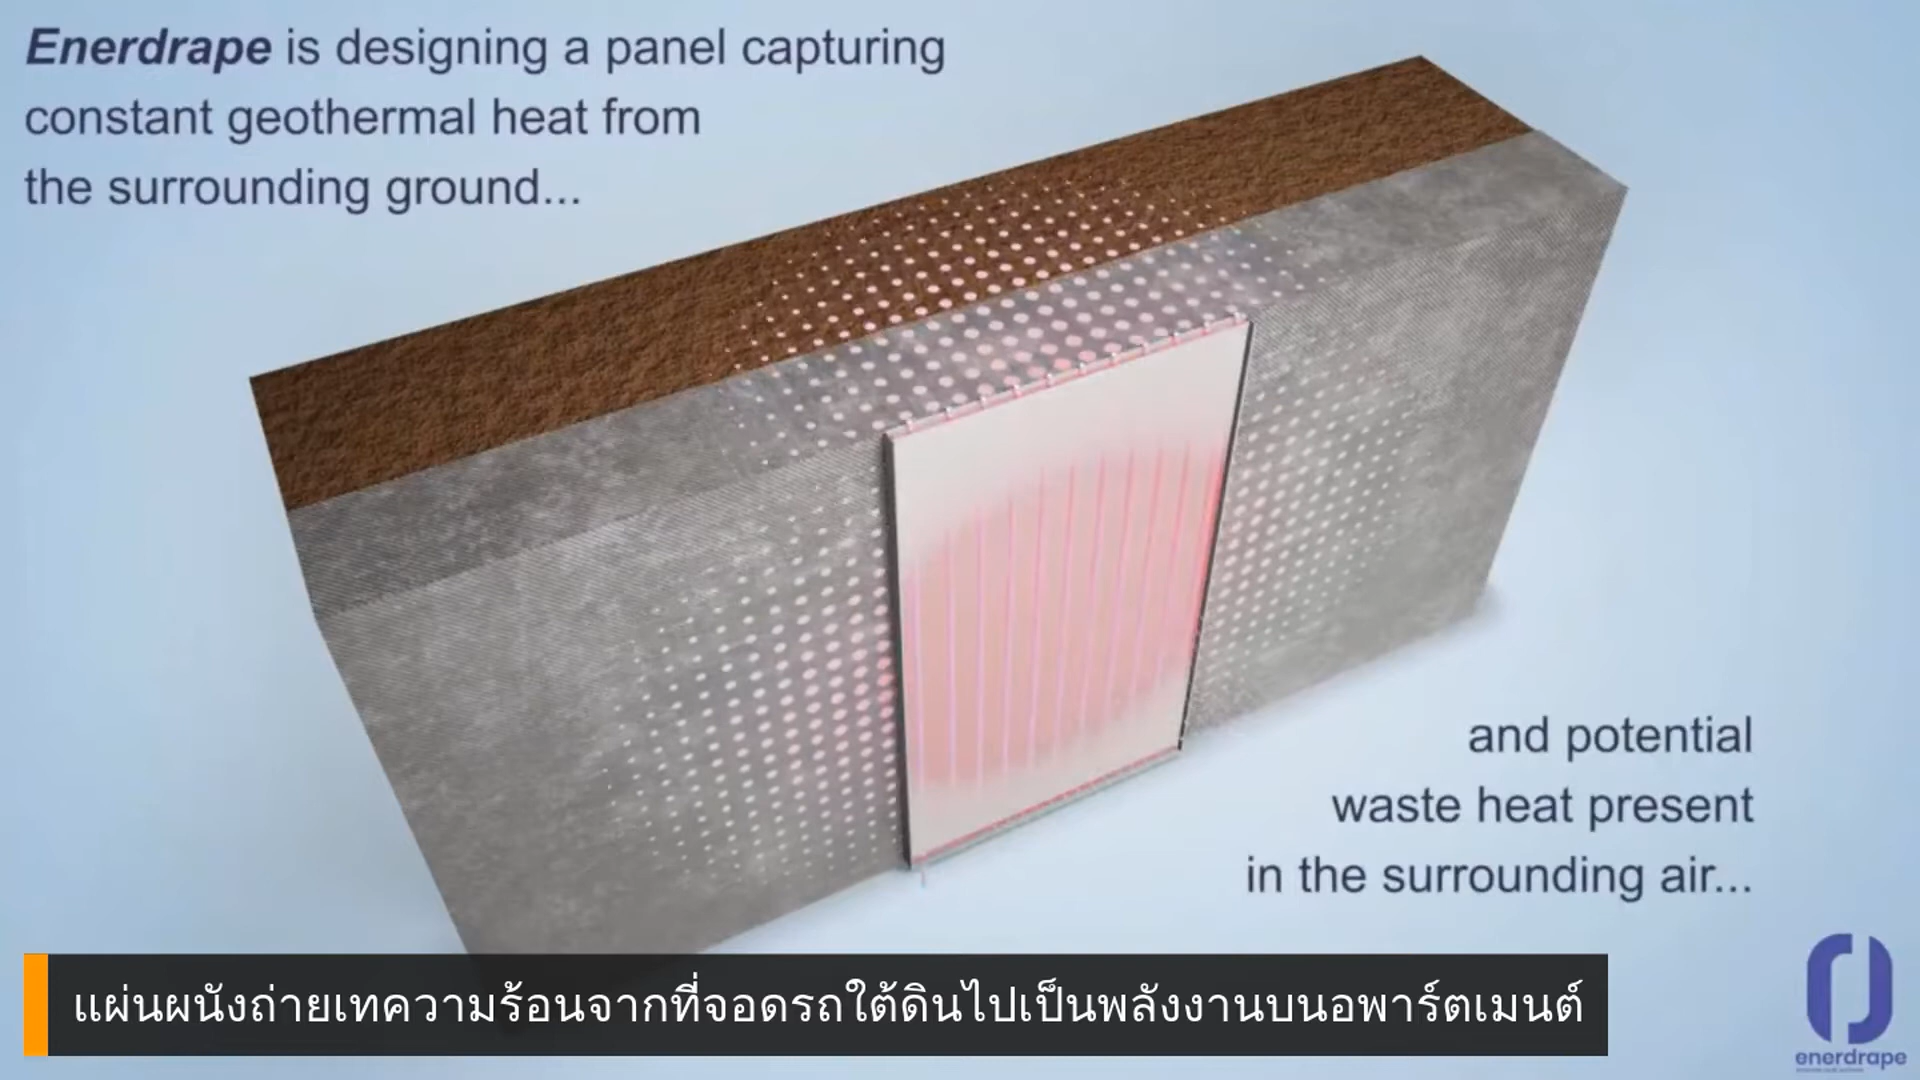 Enerdrape is designing a panel capturing
constant geothermal heat from
the surrounding ground...
and potential
waste heat present
in the surrounding air...
แผ่นผนังถ่ายเทความร้อนจากที่จอดรถใต้ดินไปเป็นพลังงานบนอพาร์ตเมนต์
enerdrape